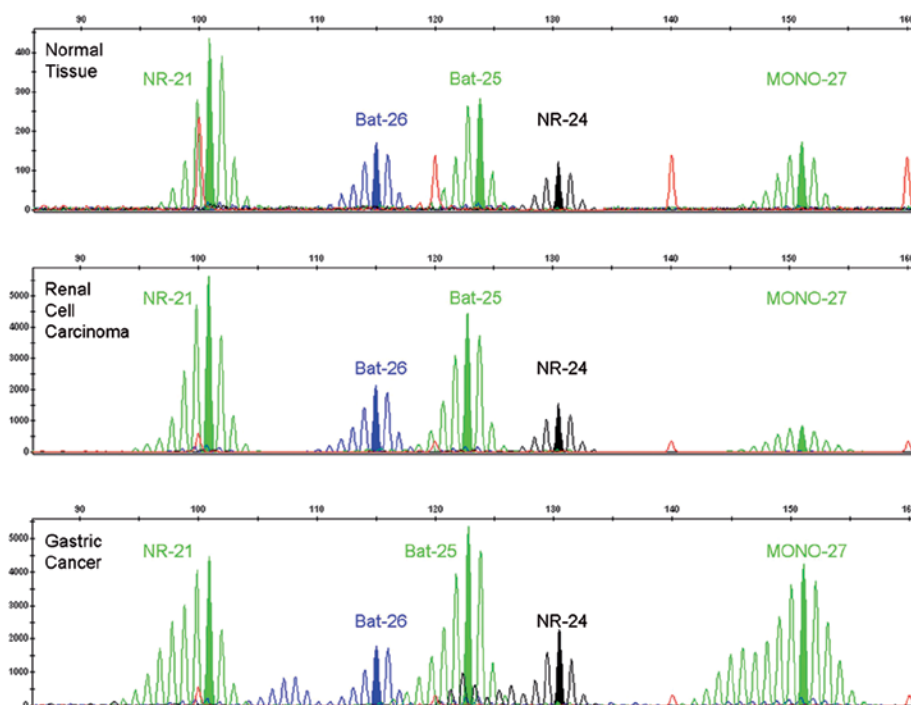 90 100 110 120 130 140 150 160
Normal
Tissue
NR-21
Bat-26
Bat-25
NR-24
MONO-27
400
300
200
100
0
90 100 110 120 130 140 150 160
Renal
Cell
Carcinoma
NR-21
Bat-26
Bat-25
NR-24
MONO-27
5000
4000
3000
2000
1000
0
90 100 110 120 130 140 150 160
Gastric
Cancer
NR-21
Bat-26
Bat-25
NR-24
MONO-27
5000
4000
3000
2000
1000
0